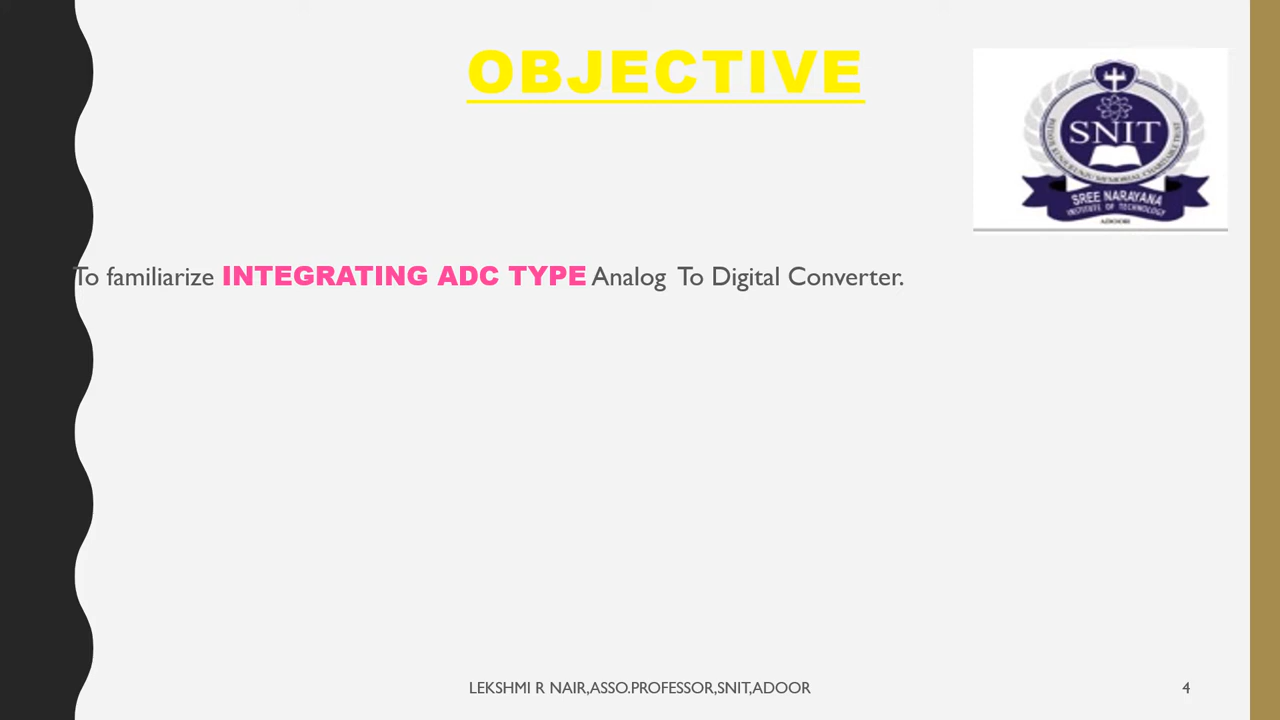 OBJECTIVE
SNIT
SREE NARAYANA
INSTITUTE OF TECHNOLOGY
ADOOR
To familiarize INTEGRATING ADC TYPE Analog To Digital Converter.
LEKSHMI R NAIR,ASSO.PROFESSOR,SNIT,ADOOR
4